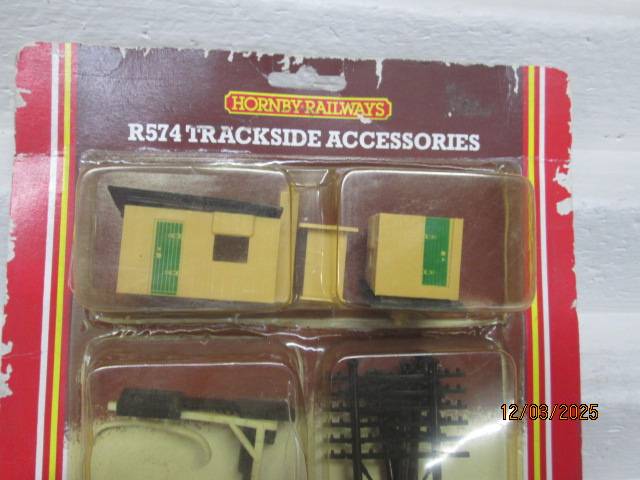 HORNBY RAILWAYS
R574 TRACKSIDE ACCESSORIES
12/03/2025